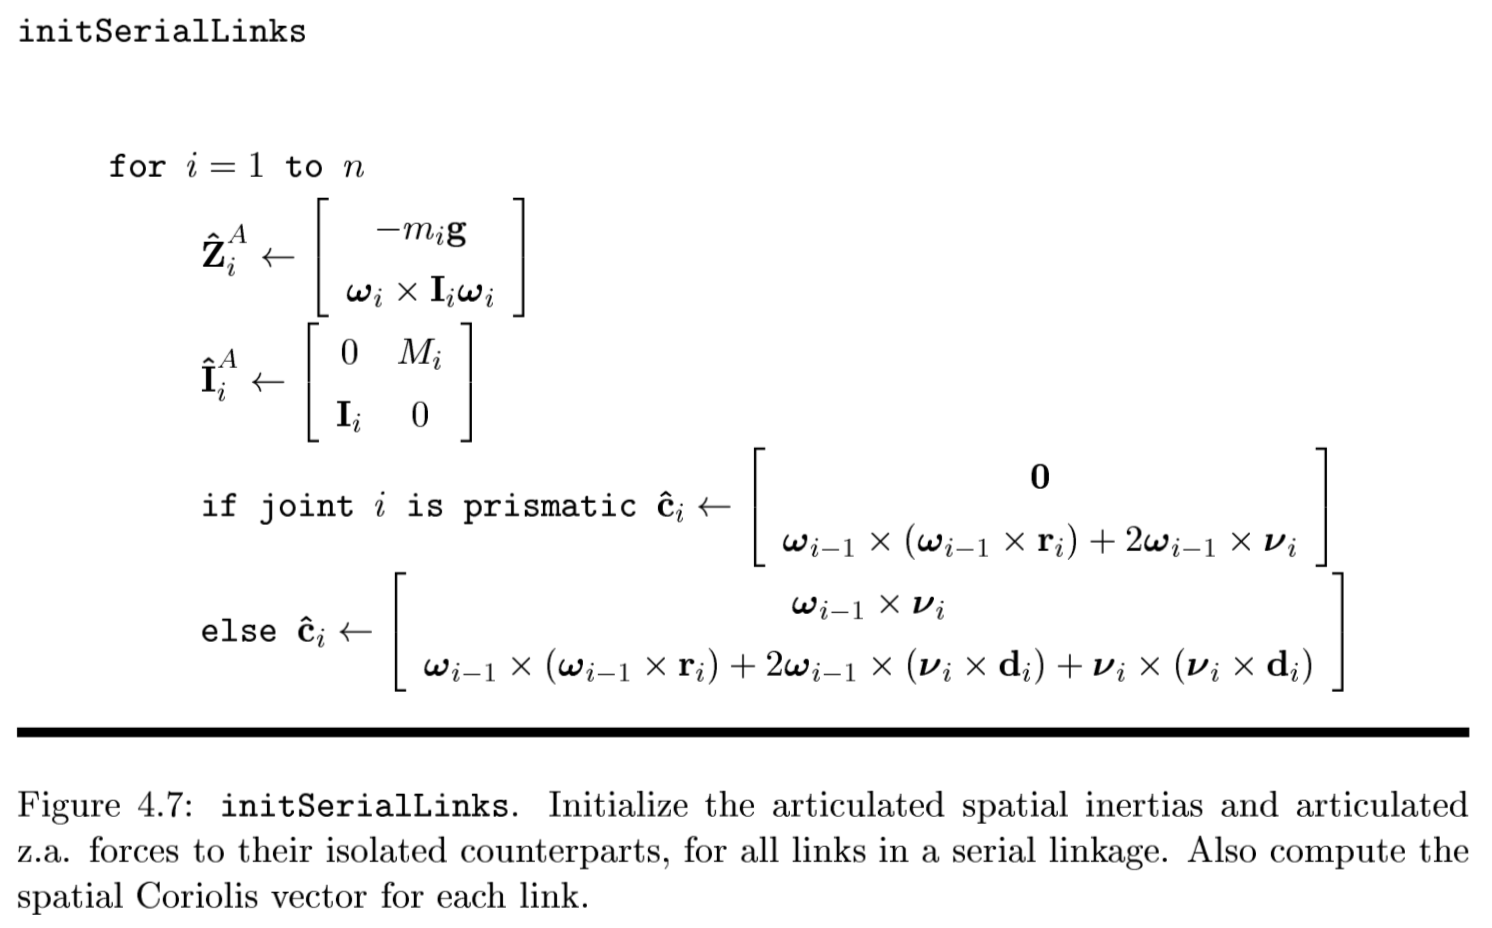 initSerialLinks
for i = 1 to n
$\hat{\mathbf{Z}}_i^A \leftarrow \begin{bmatrix} -m_i\mathbf{g} \\ \boldsymbol{\omega}_i \times \mathbf{I}_i\boldsymbol{\omega}_i \end{bmatrix}$
$\hat{\mathbf{I}}_i^A \leftarrow \begin{bmatrix} 0 & M_i \\ \mathbf{I}_i & 0 \end{bmatrix}$
if joint i is prismatic $\hat{\mathbf{c}}_i \leftarrow \begin{bmatrix} \mathbf{0} \\ \boldsymbol{\omega}_{i-1} \times (\boldsymbol{\omega}_{i-1} \times \mathbf{r}_i) + 2\boldsymbol{\omega}_{i-1} \times \boldsymbol{\nu}_i \end{bmatrix}$
else $\hat{\mathbf{c}}_i \leftarrow \begin{bmatrix} \boldsymbol{\omega}_{i-1} \times \boldsymbol{\nu}_i \\ \boldsymbol{\omega}_{i-1} \times (\boldsymbol{\omega}_{i-1} \times \mathbf{r}_i) + 2\boldsymbol{\omega}_{i-1} \times (\boldsymbol{\nu}_i \times \mathbf{d}_i) + \boldsymbol{\nu}_i \times (\boldsymbol{\nu}_i \times \mathbf{d}_i) \end{bmatrix}$
Figure 4.7: initSerialLinks. Initialize the articulated spatial inertias and articulated
z.a. forces to their isolated counterparts, for all links in a serial linkage. Also compute the
spatial Coriolis vector for each link.